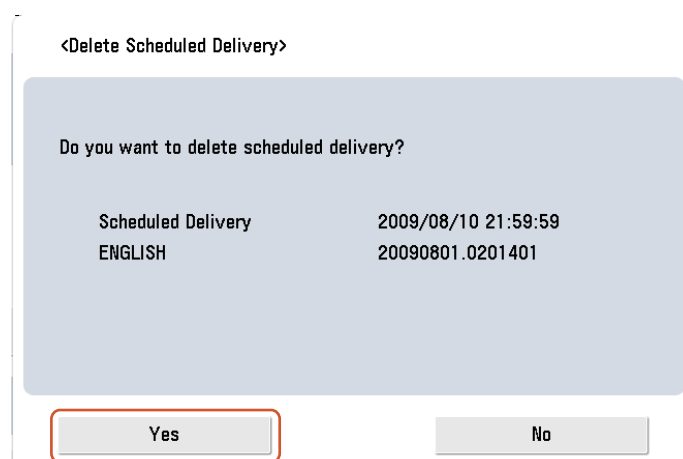 <Delete Scheduled Delivery>
Do you want to delete scheduled delivery?
Scheduled Delivery 2009/08/10 21:59:59
ENGLISH 20090801.0201401
Yes No